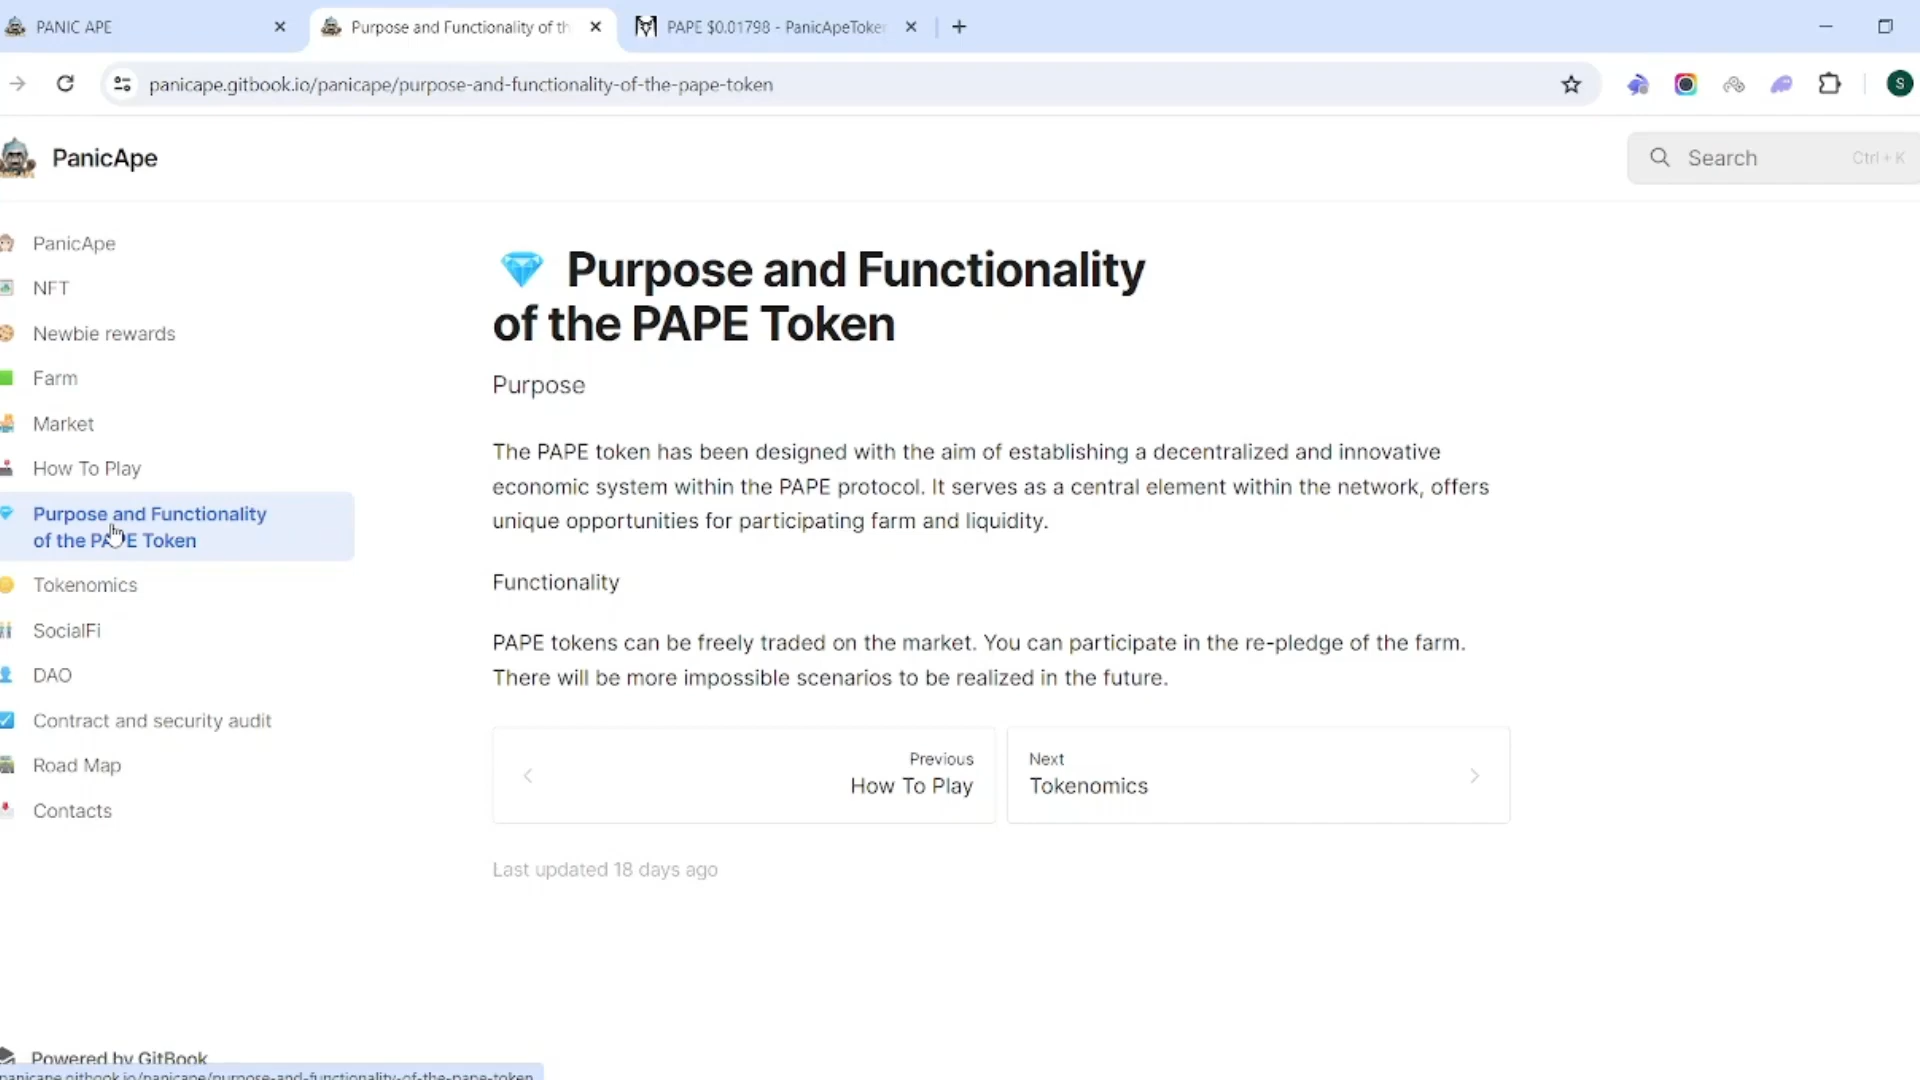 PANIC APE
Purpose and Functionality of th
PAPE $0.01798 - PanicApeToke
panicape.gitbook.io/panicape/purpose-and-functionality-of-the-pape-token
S
PanicApe
Search
Ctrl + K
PanicApe
NFT
Newbie rewards
Farm
Market
How To Play
Purpose and Functionality
of the PAPE Token
Tokenomics
SocialFi
DAO
Contract and security audit
Road Map
Contacts
Powered by GitBook
panicape.gitbook.io/panicape/purpose-and-functionality-of-the-pape-token
Purpose and Functionality
of the PAPE Token
Purpose
The PAPE token has been designed with the aim of establishing a decentralized and innovative
economic system within the PAPE protocol. It serves as a central element within the network, offers
unique opportunities for participating farm and liquidity.
Functionality
PAPE tokens can be freely traded on the market. You can participate in the re-pledge of the farm.
There will be more impossible scenarios to be realized in the future.
Previous
How To Play
Next
Tokenomics
Last updated 18 days ago